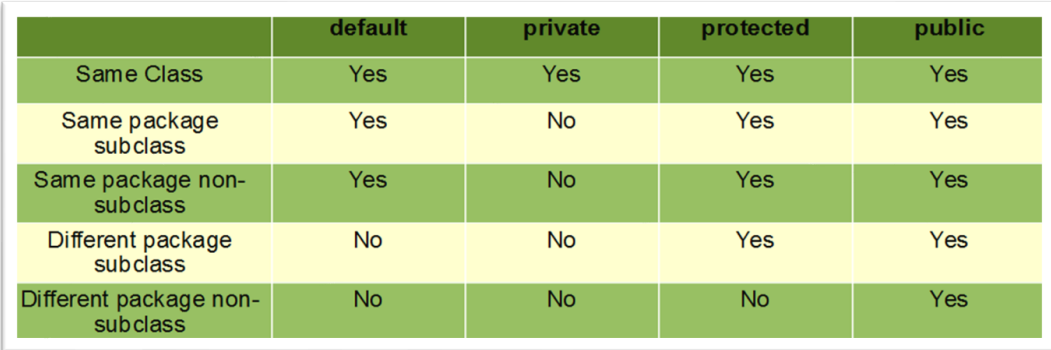 default private protected public
Same Class Yes Yes Yes Yes
Same package Yes No Yes Yes
subclass
Same package non- Yes No Yes Yes
subclass
Different package No No Yes Yes
subclass
Different package non- No No No Yes
subclass